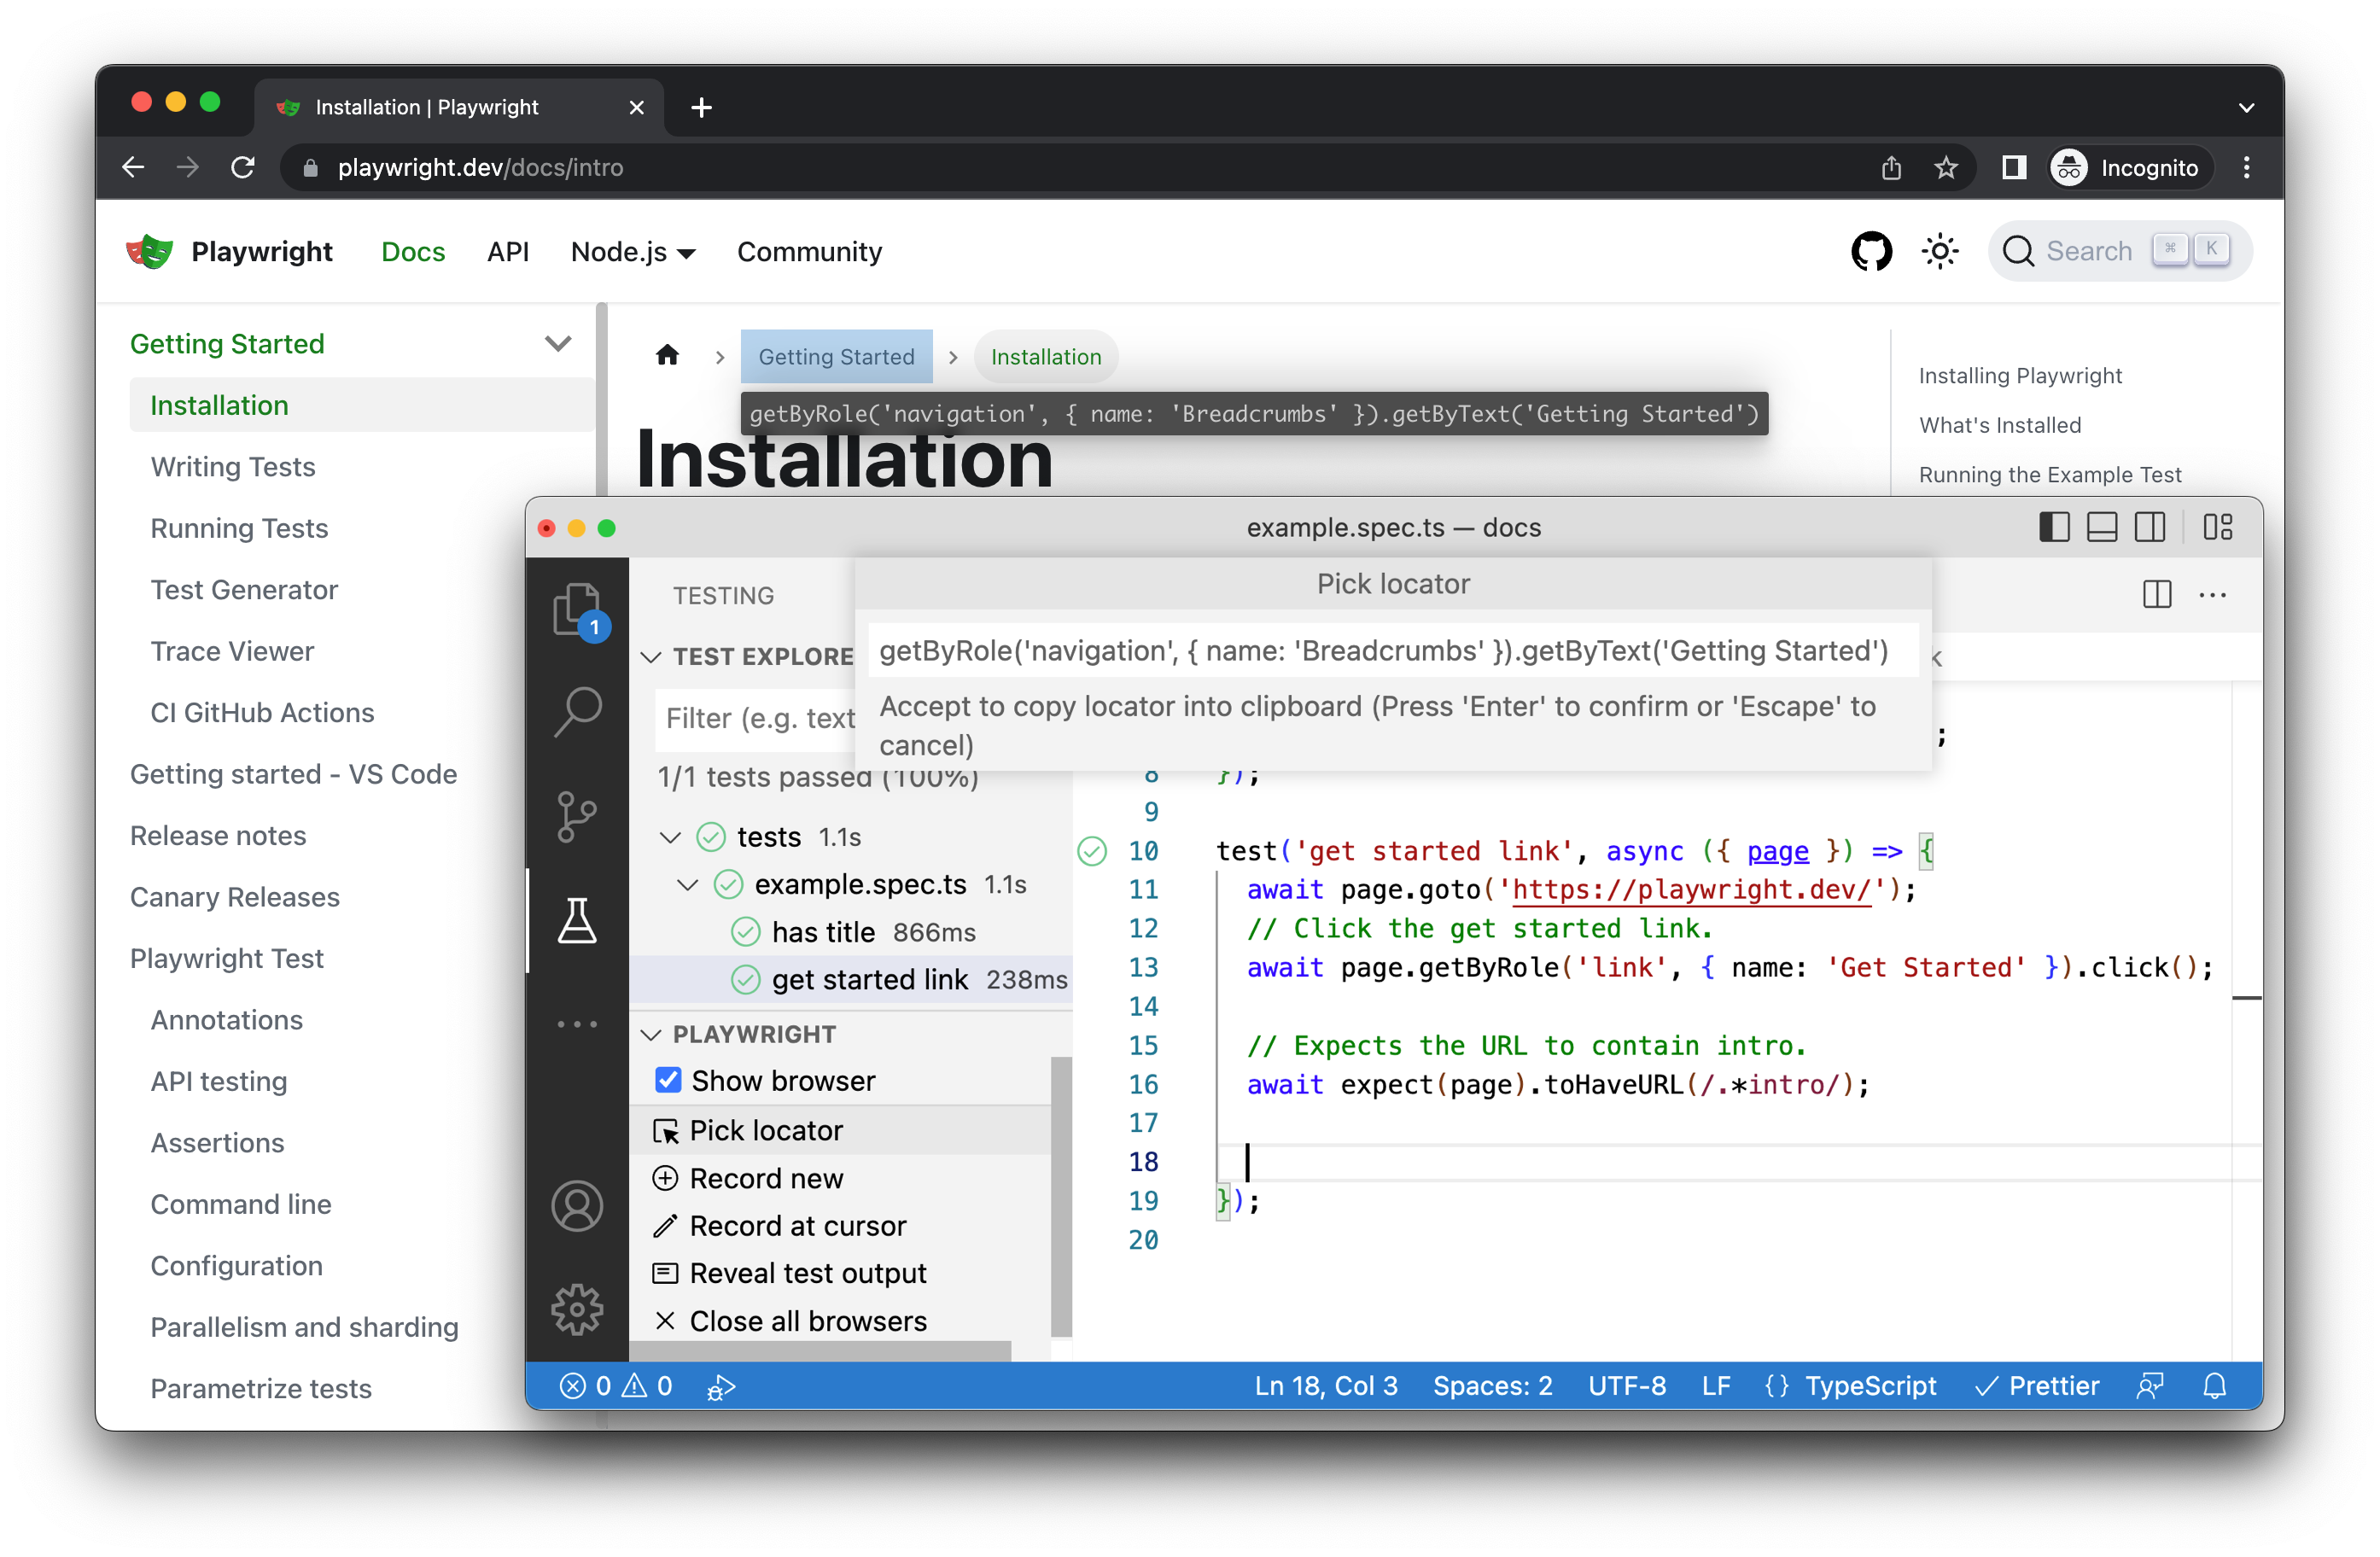 Installation | Playwright
playwright.dev/docs/intro
Incognito
Playwright
Docs
API
Node.js
Community
Search
⌘ K
Getting Started
Installation
Writing Tests
Running Tests
Test Generator
Trace Viewer
CI GitHub Actions
Getting started - VS Code
Release notes
Canary Releases
Playwright Test
Annotations
API testing
Assertions
Command line
Configuration
Parallelism and sharding
Parametrize tests
Getting Started
Installation
getByRole('navigation', { name: 'Breadcrumbs' }).getByText('Getting Started')
Installation
Installing Playwright
What's Installed
Running the Example Test
example.spec.ts — docs
1
TESTING
TEST EXPLORE
Filter (e.g. text
1/1 tests passed (100%)
tests 1.1s
example.spec.ts 1.1s
has title 866ms
get started link 238ms
PLAYWRIGHT
Show browser
Pick locator
Record new
Record at cursor
Reveal test output
Close all browsers
Pick locator
getByRole('navigation', { name: 'Breadcrumbs' }).getByText('Getting Started')
Accept to copy locator into clipboard (Press 'Enter' to confirm or 'Escape' to
cancel)
k
;
8 });
9
10 test('get started link', async ({ page }) => {
11 await page.goto('https://playwright.dev/');
12 // Click the get started link.
13 await page.getByRole('link', { name: 'Get Started' }).click();
14
15 // Expects the URL to contain intro.
16 await expect(page).toHaveURL(/.*intro/);
17
18
19 });
20
0 0
Ln 18, Col 3
Spaces: 2
UTF-8
LF
{} TypeScript
Prettier